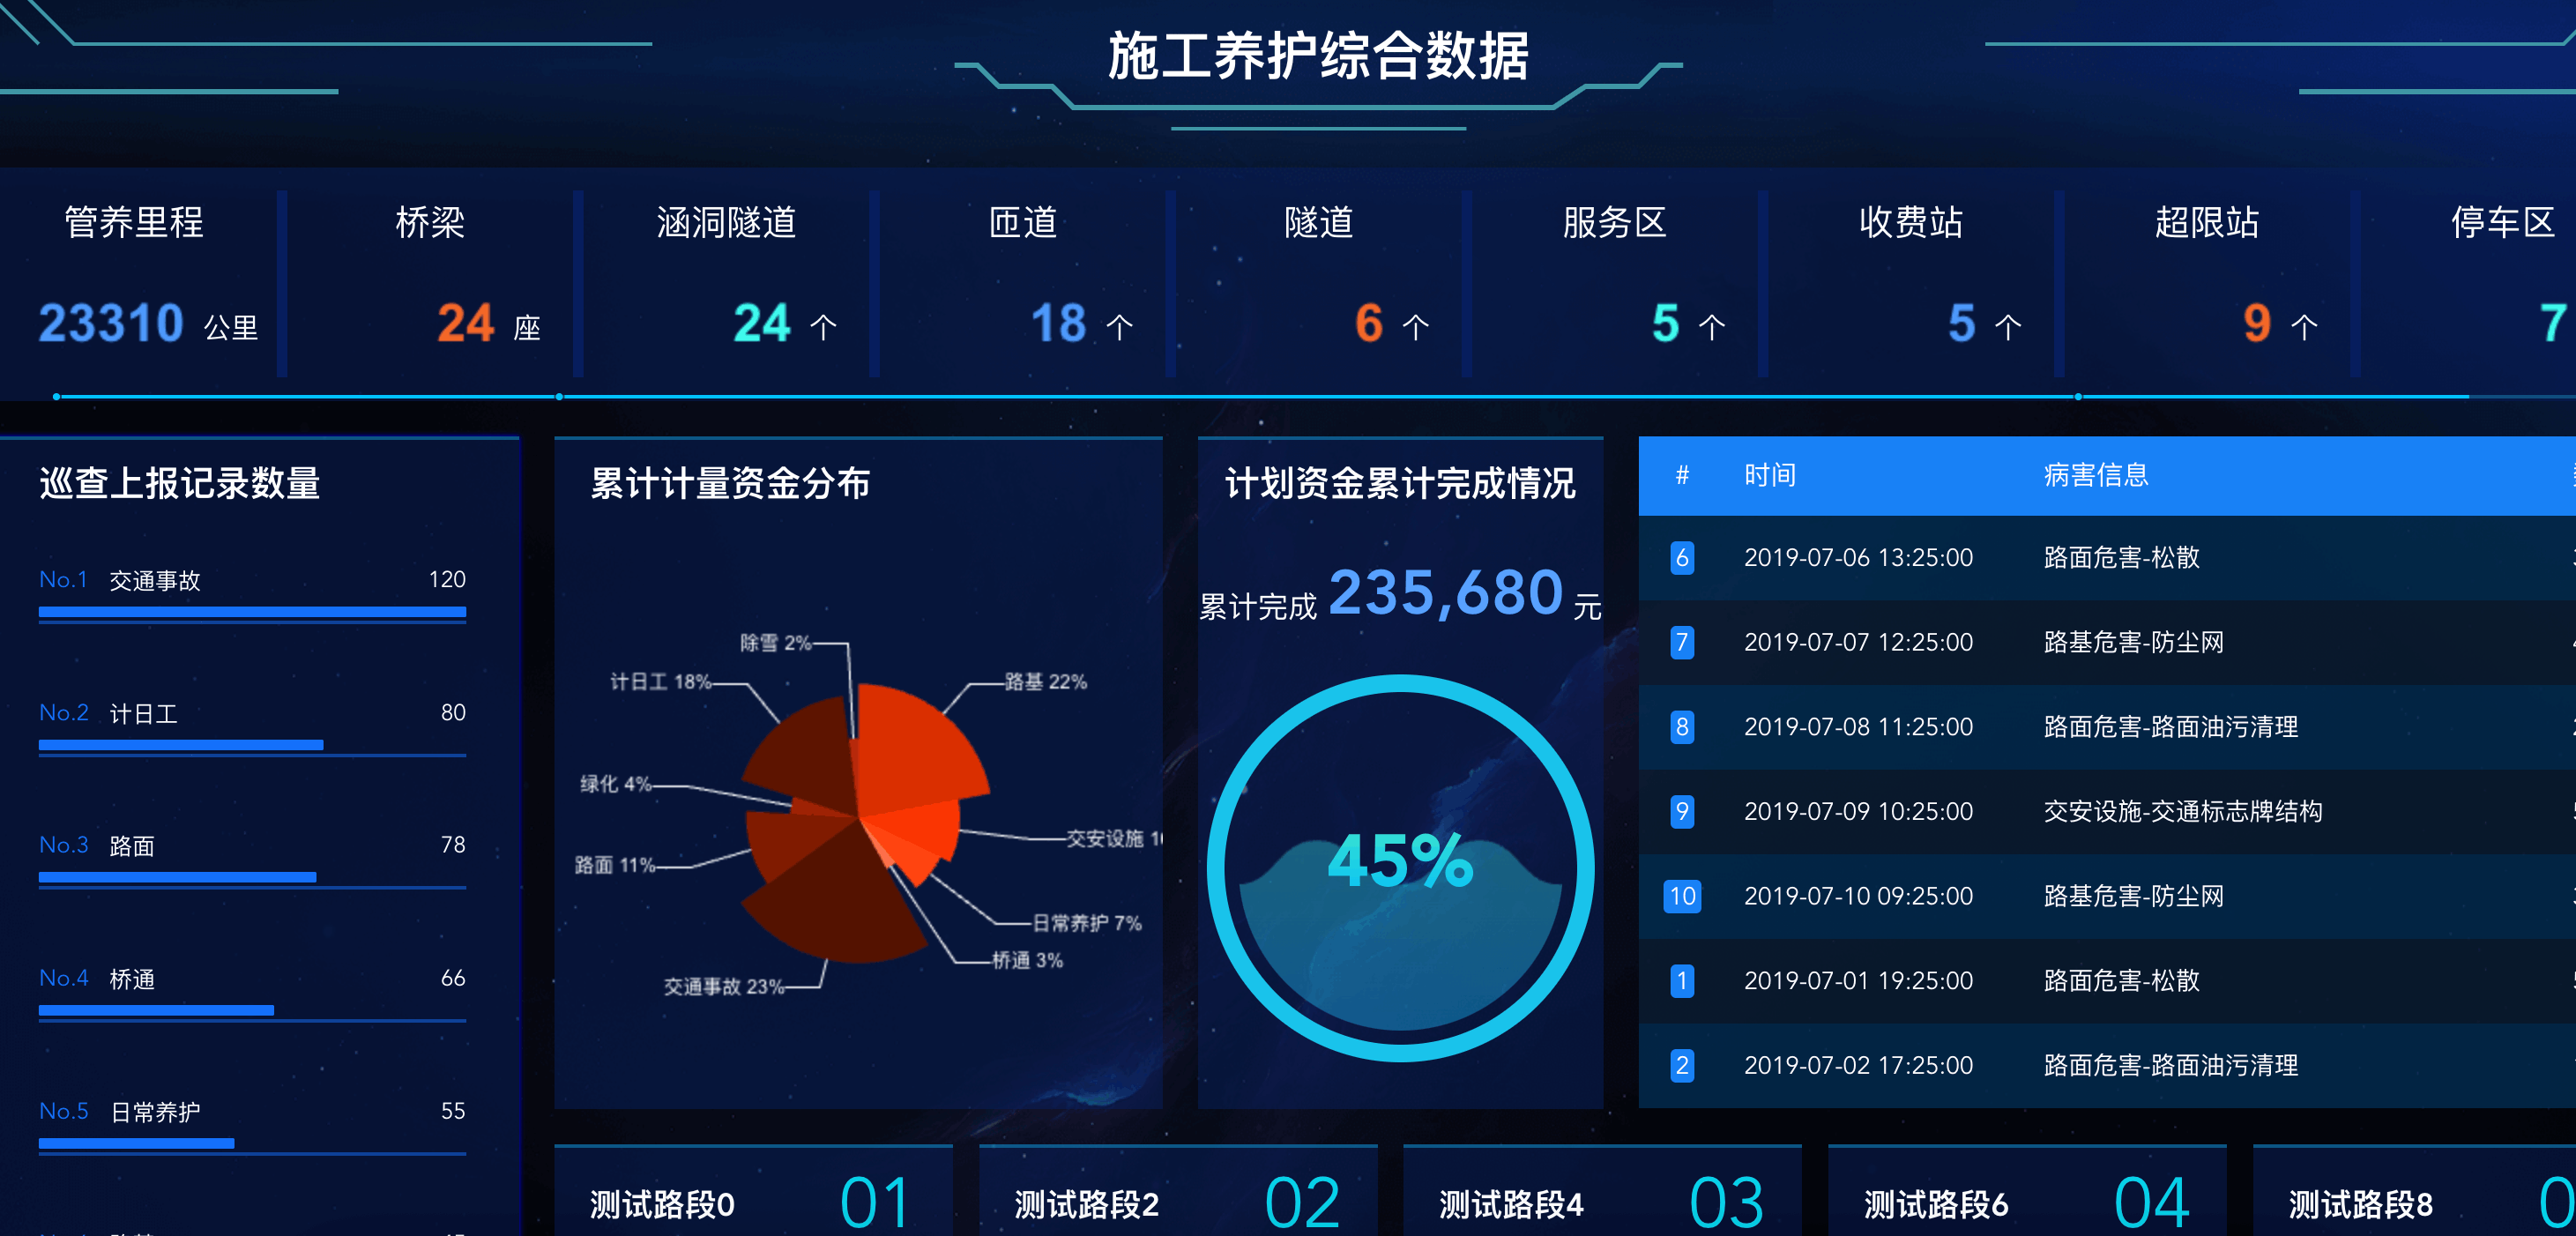 施工养护综合数据
管养里程 桥梁 涵洞隧道 匝道 隧道 服务区 收费站 超限站 停车区
23310 公里 24 座 24 个 18 个 6 个 5 个 5 个 9 个 7
巡查上报记录数量
No.1 交通事故 120
No.2 计日工 80
No.3 路面 78
No.4 桥通 66
No.5 日常养护 55
累计计量资金分布
除雪 2%
计日工 18%
路基 22%
绿化 4%
交安设施
路面 11%
日常养护 7%
桥通 3%
交通事故 23%
计划资金累计完成情况
累计完成 235,680 元
45%
# 时间 病害信息
6 2019-07-06 13:25:00 路面危害-松散
7 2019-07-07 12:25:00 路基危害-防尘网
8 2019-07-08 11:25:00 路面危害-路面油污清理
9 2019-07-09 10:25:00 交安设施-交通标志牌结构
10 2019-07-10 09:25:00 路基危害-防尘网
1 2019-07-01 19:25:00 路面危害-松散
2 2019-07-02 17:25:00 路面危害-路面油污清理
测试路段0 01
测试路段2 02
测试路段4 03
测试路段6 04
测试路段8